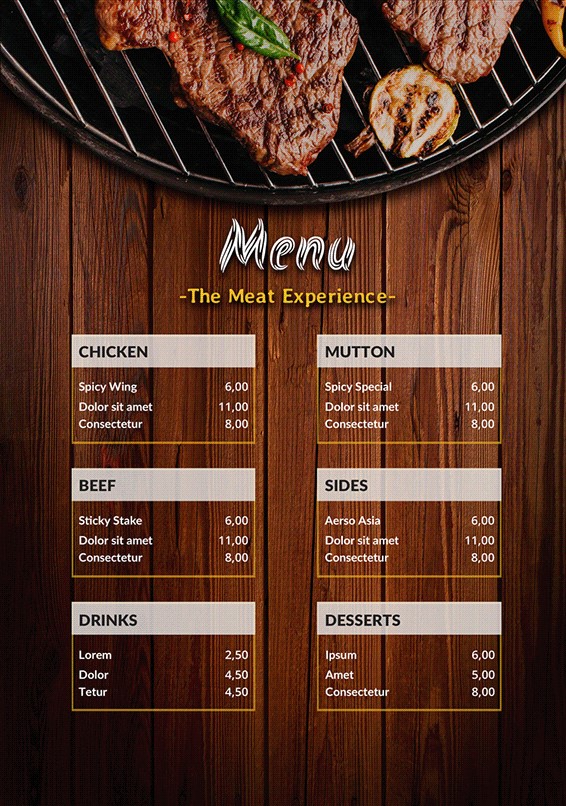 Menu
-The Meat Experience-
CHICKEN
Spicy Wing 6,00
Dolor sit amet 11,00
Consectetur 8,00
MUTTON
Spicy Special 6,00
Dolor sit amet 11,00
Consectetur 8,00
BEEF
Sticky Stake 6,00
Dolor sit amet 11,00
Consectetur 8,00
SIDES
Aerso Asia 6,00
Dolor sit amet 11,00
Consectetur 8,00
DRINKS
Lorem 2,50
Dolor 4,50
Tetur 4,50
DESSERTS
Ipsum 6,00
Amet 5,00
Consectetur 8,00